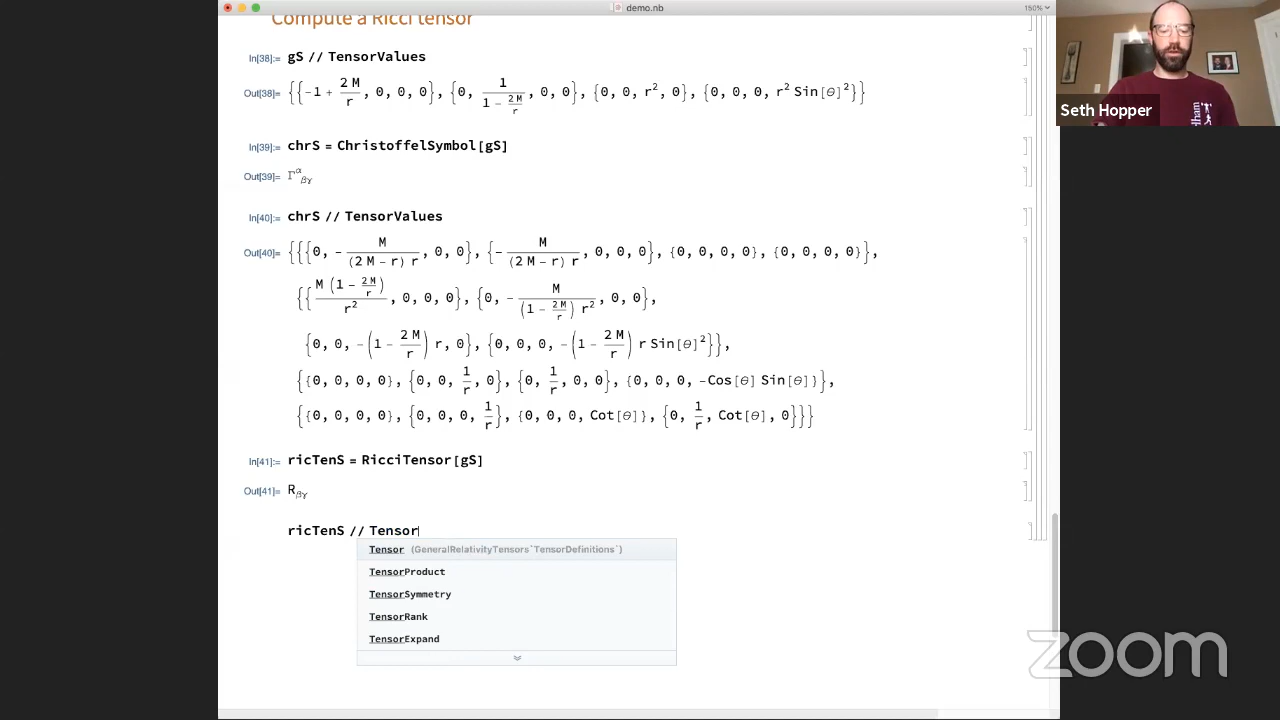 demo.nb
150%
Compute a Ricci tensor
In[38]:= gS // TensorValues
Out[38]= {{-1 + 2 M/r, 0, 0, 0}, {0, 1/(1 - 2 M/r), 0, 0}, {0, 0, r², 0}, {0, 0, 0, r² Sin[θ]²}}
In[39]:= chrS = ChristoffelSymbol[gS]
Out[39]= Γ^α_βγ
In[40]:= chrS // TensorValues
Out[40]= {{{0, - M/((2 M - r) r), 0, 0}, {- M/((2 M - r) r), 0, 0, 0}, {0, 0, 0, 0}, {0, 0, 0, 0}},
{{M (1 - 2 M/r)/r², 0, 0, 0}, {0, - M/((1 - 2 M/r) r²), 0, 0},
{0, 0, -(1 - 2 M/r) r, 0}, {0, 0, 0, -(1 - 2 M/r) r Sin[θ]²}},
{{0, 0, 0, 0}, {0, 0, 1/r, 0}, {0, 1/r, 0, 0}, {0, 0, 0, -Cos[θ] Sin[θ]}},
{{0, 0, 0, 0}, {0, 0, 0, 1/r}, {0, 0, 0, Cot[θ]}, {0, 1/r, Cot[θ], 0}}}
In[41]:= ricTenS = RicciTensor[gS]
Out[41]= R_βγ
ricTenS // Tensor
Tensor (GeneralRelativityTensors`TensorDefinitions`)
TensorProduct
TensorSymmetry
TensorRank
TensorExpand
Seth Hopper
zoom